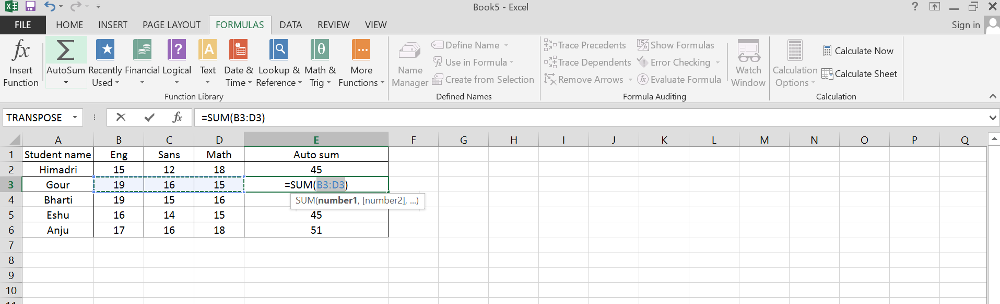 Book5 - Excel
?
FILE HOME INSERT PAGE LAYOUT FORMULAS DATA REVIEW VIEW Sign in
fx Σ ? A θ
Insert Function
AutoSum
Recently Used
Financial
Logical
Text
Date & Time
Lookup & Reference
Math & Trig
More Functions
Function Library
Name Manager
Define Name
Use in Formula
Create from Selection
Defined Names
Trace Precedents
Trace Dependents
Remove Arrows
Show Formulas
Error Checking
Evaluate Formula
Formula Auditing
Watch Window
Calculation Options
Calculate Now
Calculate Sheet
Calculation
TRANSPOSE fx =SUM(B3:D3)
A B C D E F G H I J K L M N O P Q
1 Student name Eng Sans Math Auto sum
2 Himadri 15 12 18 45
3 Gour 19 16 15 =SUM(B3:D3)
4 Bharti 19 15 16
SUM(number1, [number2], ...)
5 Eshu 16 14 15 45
6 Anju 17 16 18 51
7
8
9
10